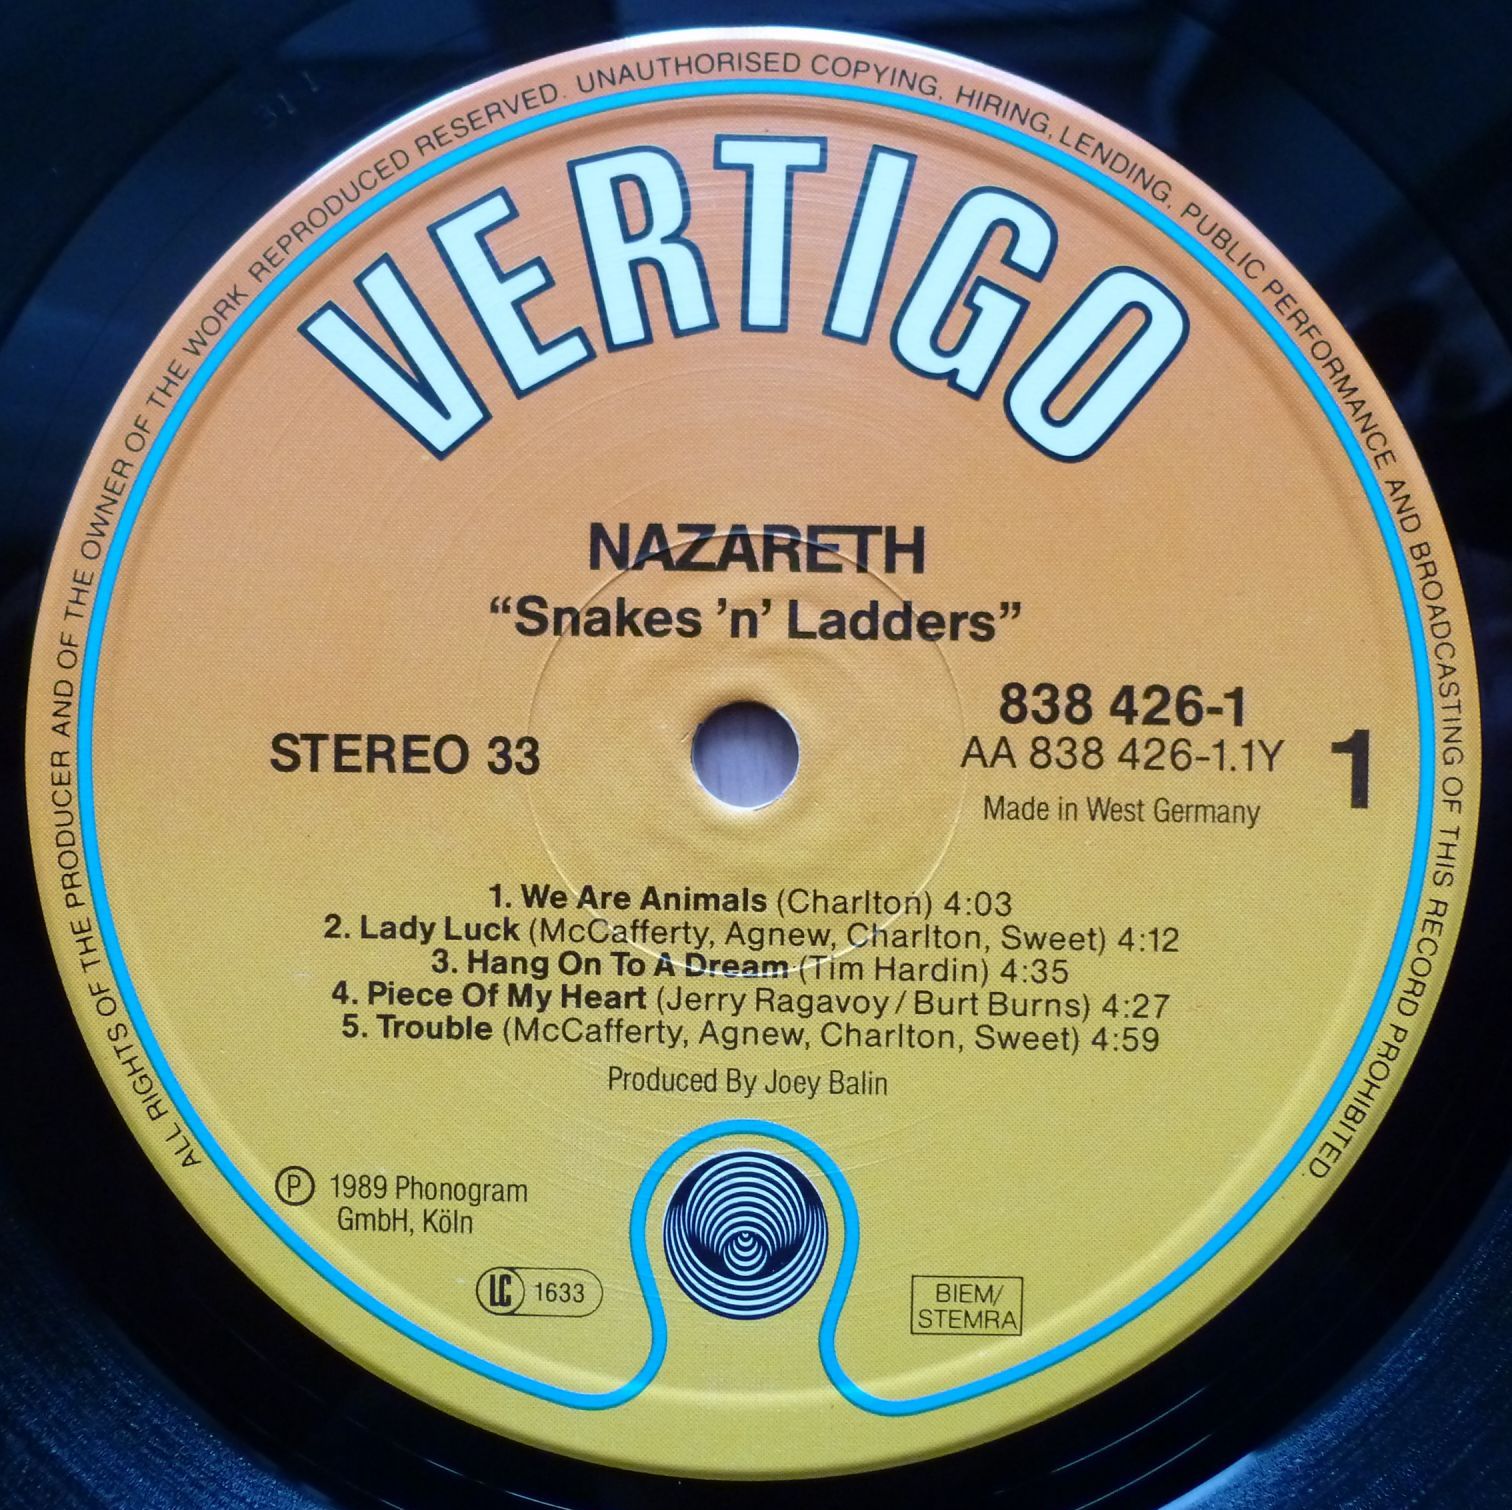 ALL RIGHTS OF THE PRODUCER AND OF THE OWNER OF THE WORK REPRODUCED RESERVED. UNAUTHORISED COPYING, HIRING, LENDING, PUBLIC PERFORMANCE AND BROADCASTING OF THIS RECORD PROHIBITED.
VERTIGO
NAZARETH
“Snakes ’n’ Ladders”
STEREO 33
838 426-1
AA 838 426-1.1Y
1
Made in West Germany
1. We Are Animals (Charlton) 4:03
2. Lady Luck (McCafferty, Agnew, Charlton, Sweet) 4:12
3. Hang On To A Dream (Tim Hardin) 4:35
4. Piece Of My Heart (Jerry Ragavoy / Burt Burns) 4:27
5. Trouble (McCafferty, Agnew, Charlton, Sweet) 4:59
Produced By Joey Balin
Ⓟ 1989 Phonogram
GmbH, Köln
LC 1633
BIEM/
STEMRA